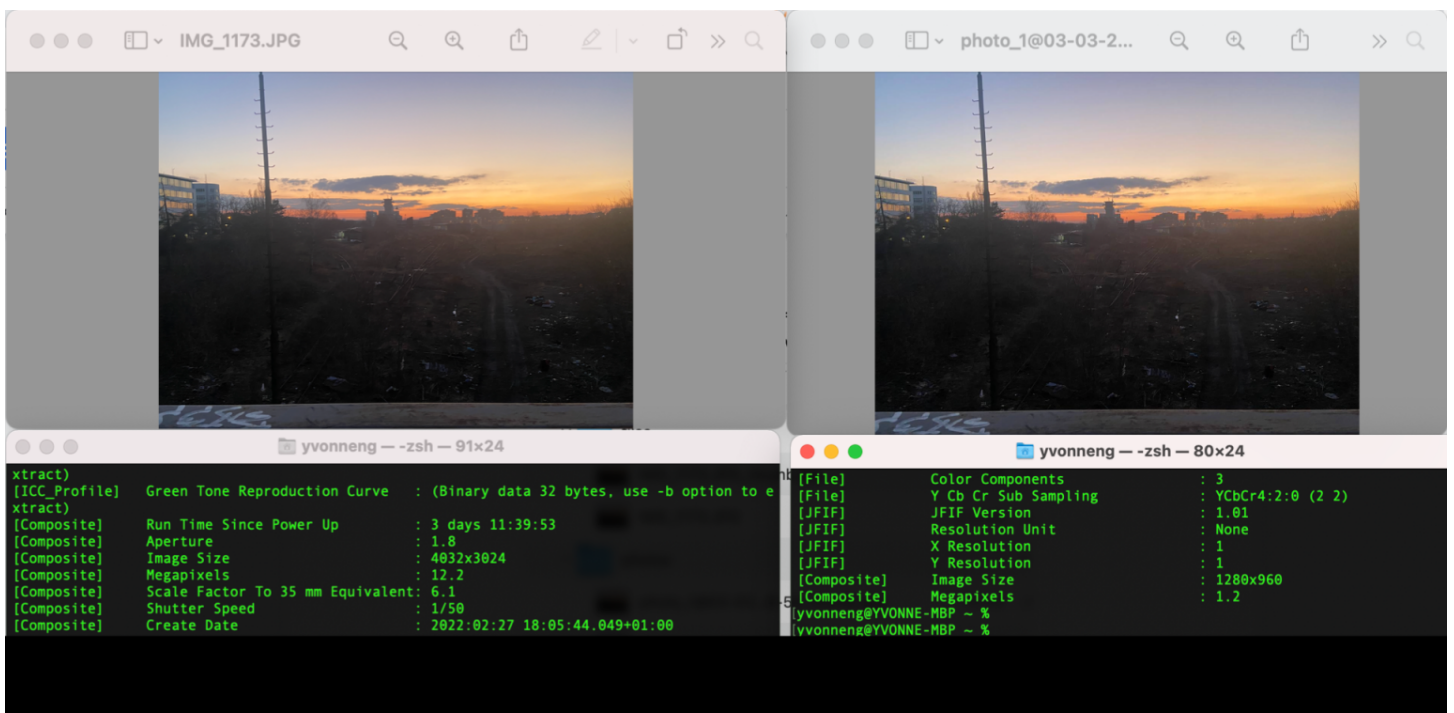 IMG_1173.JPG
photo_1@03-03-2...
yvonneng — -zsh — 91×24
xtract)
[ICC_Profile] Green Tone Reproduction Curve : (Binary data 32 bytes, use -b option to e
xtract)
[Composite] Run Time Since Power Up : 3 days 11:39:53
[Composite] Aperture : 1.8
[Composite] Image Size : 4032x3024
[Composite] Megapixels : 12.2
[Composite] Scale Factor To 35 mm Equivalent: 6.1
[Composite] Shutter Speed : 1/50
[Composite] Create Date : 2022:02:27 18:05:44.049+01:00
yvonneng — -zsh — 80×24
[File] Color Components : 3
[File] Y Cb Cr Sub Sampling : YCbCr4:2:0 (2 2)
[JFIF] JFIF Version : 1.01
[JFIF] Resolution Unit : None
[JFIF] X Resolution : 1
[JFIF] Y Resolution : 1
[Composite] Image Size : 1280x960
[Composite] Megapixels : 1.2
[yvonneng@YVONNE-MBP ~ %
[yvonneng@YVONNE-MBP ~ %